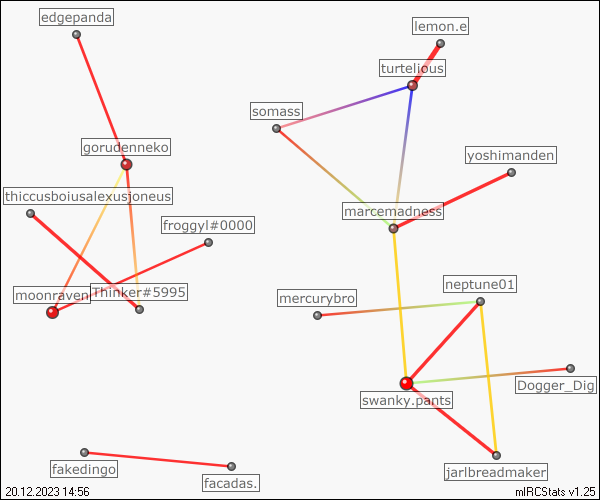 edgepanda
lemon.e
turtelious
somass
gorudenneko
yoshimanden
thiccusboiusalexusjoneus
froggyl#0000
marcemadness
moonraven
Thinker#5995
mercurybro
neptune01
Dogger_Dig
swanky.pants
fakedingo
facadas.
jarlbreadmaker
20.12.2023 14:56
mIRCStats v1.25